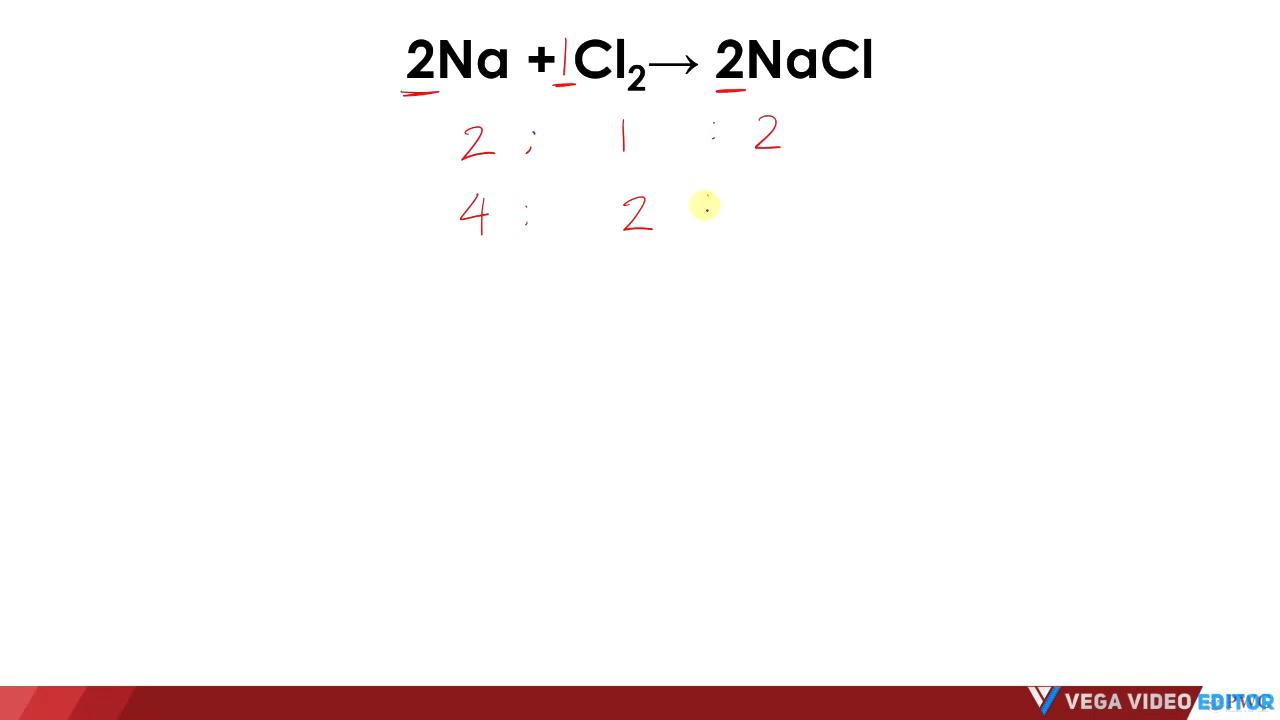 2Na + 1Cl₂→ 2NaCl
2 : 1 : 2
4 : 2 :
VEGA VIDEO EDITOR